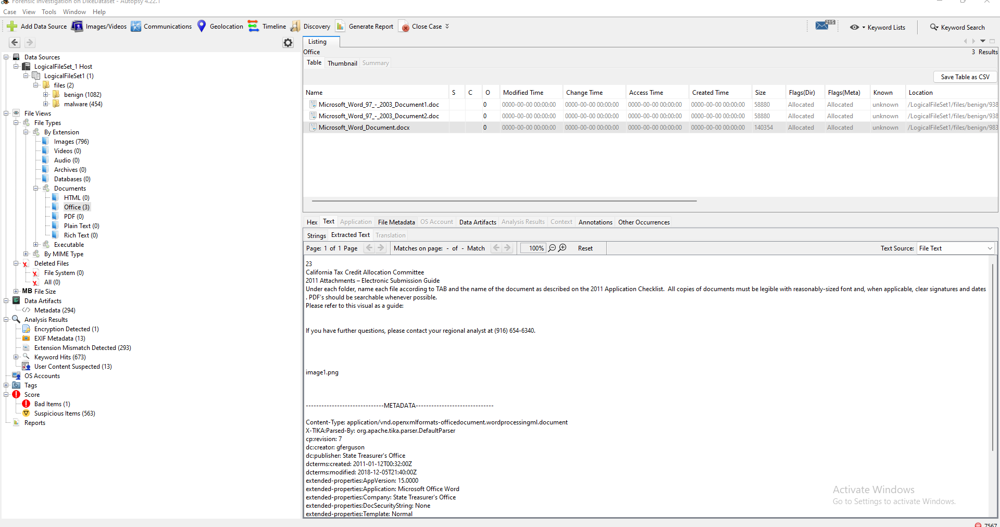 Forensic Investigation on DikeDataset - Autopsy 4.22.1
Case View Tools Window Help
Add Data Source Images/Videos Communications Geolocation Timeline Discovery Generate Report Close Case 215 Keyword Lists Keyword Search
Data Sources
LogicalFileSet_1 Host
LogicalFileSet1 (1)
files (2)
benign (1082)
malware (454)
File Views
File Types
By Extension
Images (796)
Videos (0)
Audio (0)
Archives (0)
Databases (0)
Documents
HTML (0)
Office (3)
PDF (0)
Plain Text (0)
Rich Text (0)
Executable
By MIME Type
Deleted Files
File System (0)
All (0)
MB File Size
Data Artifacts
Metadata (294)
Analysis Results
Encryption Detected (1)
EXIF Metadata (13)
Extension Mismatch Detected (293)
Keyword Hits (673)
User Content Suspected (13)
OS Accounts
Tags
Score
Bad Items (1)
Suspicious Items (563)
Reports
Listing
Office 3 Results
Table Thumbnail Summary
Save Table as CSV
Name S C O Modified Time Change Time Access Time Created Time Size Flags(Dir) Flags(Meta) Known Location
Microsoft_Word_97_-_2003_Document1.doc 0 0000-00-00 00:00:00 0000-00-00 00:00:00 0000-00-00 00:00:00 0000-00-00 00:00:00 58880 Allocated Allocated unknown /LogicalFileSet1/files/benign/938
Microsoft_Word_97_-_2003_Document2.doc 0 0000-00-00 00:00:00 0000-00-00 00:00:00 0000-00-00 00:00:00 0000-00-00 00:00:00 58880 Allocated Allocated unknown /LogicalFileSet1/files/benign/938
Microsoft_Word_Document.docx 0 0000-00-00 00:00:00 0000-00-00 00:00:00 0000-00-00 00:00:00 0000-00-00 00:00:00 140354 Allocated Allocated unknown /LogicalFileSet1/files/benign/983
Hex Text Application File Metadata OS Account Data Artifacts Analysis Results Context Annotations Other Occurrences
Strings Extracted Text Translation
Page: 1 of 1 Page Matches on page: - of - Match 100% Reset Text Source: File Text
23
California Tax Credit Allocation Committee
2011 Attachments – Electronic Submission Guide
Under each folder, name each file according to TAB and the name of the document as described on the 2011 Application Checklist. All copies of documents must be legible with reasonably-sized font and, when applicable, clear signatures and dates
. PDF's should be searchable whenever possible.
Please refer to this visual as a guide:
If you have further questions, please contact your regional analyst at (916) 654-6340.
image1.png
------------------------------METADATA------------------------------
Content-Type: application/vnd.openxmlformats-officedocument.wordprocessingml.document
X-TIKA:Parsed-By: org.apache.tika.parser.DefaultParser
cp:revision: 7
dc:creator: gferguson
dc:publisher: State Treasurer's Office
dcterms:created: 2011-01-12T00:32:00Z
dcterms:modified: 2018-12-05T21:40:00Z
extended-properties:AppVersion: 15.0000
extended-properties:Application: Microsoft Office Word
extended-properties:Company: State Treasurer's Office
extended-properties:DocSecurityString: None
extended-properties:Template: Normal
Activate Windows
Go to Settings to activate Windows.
7567